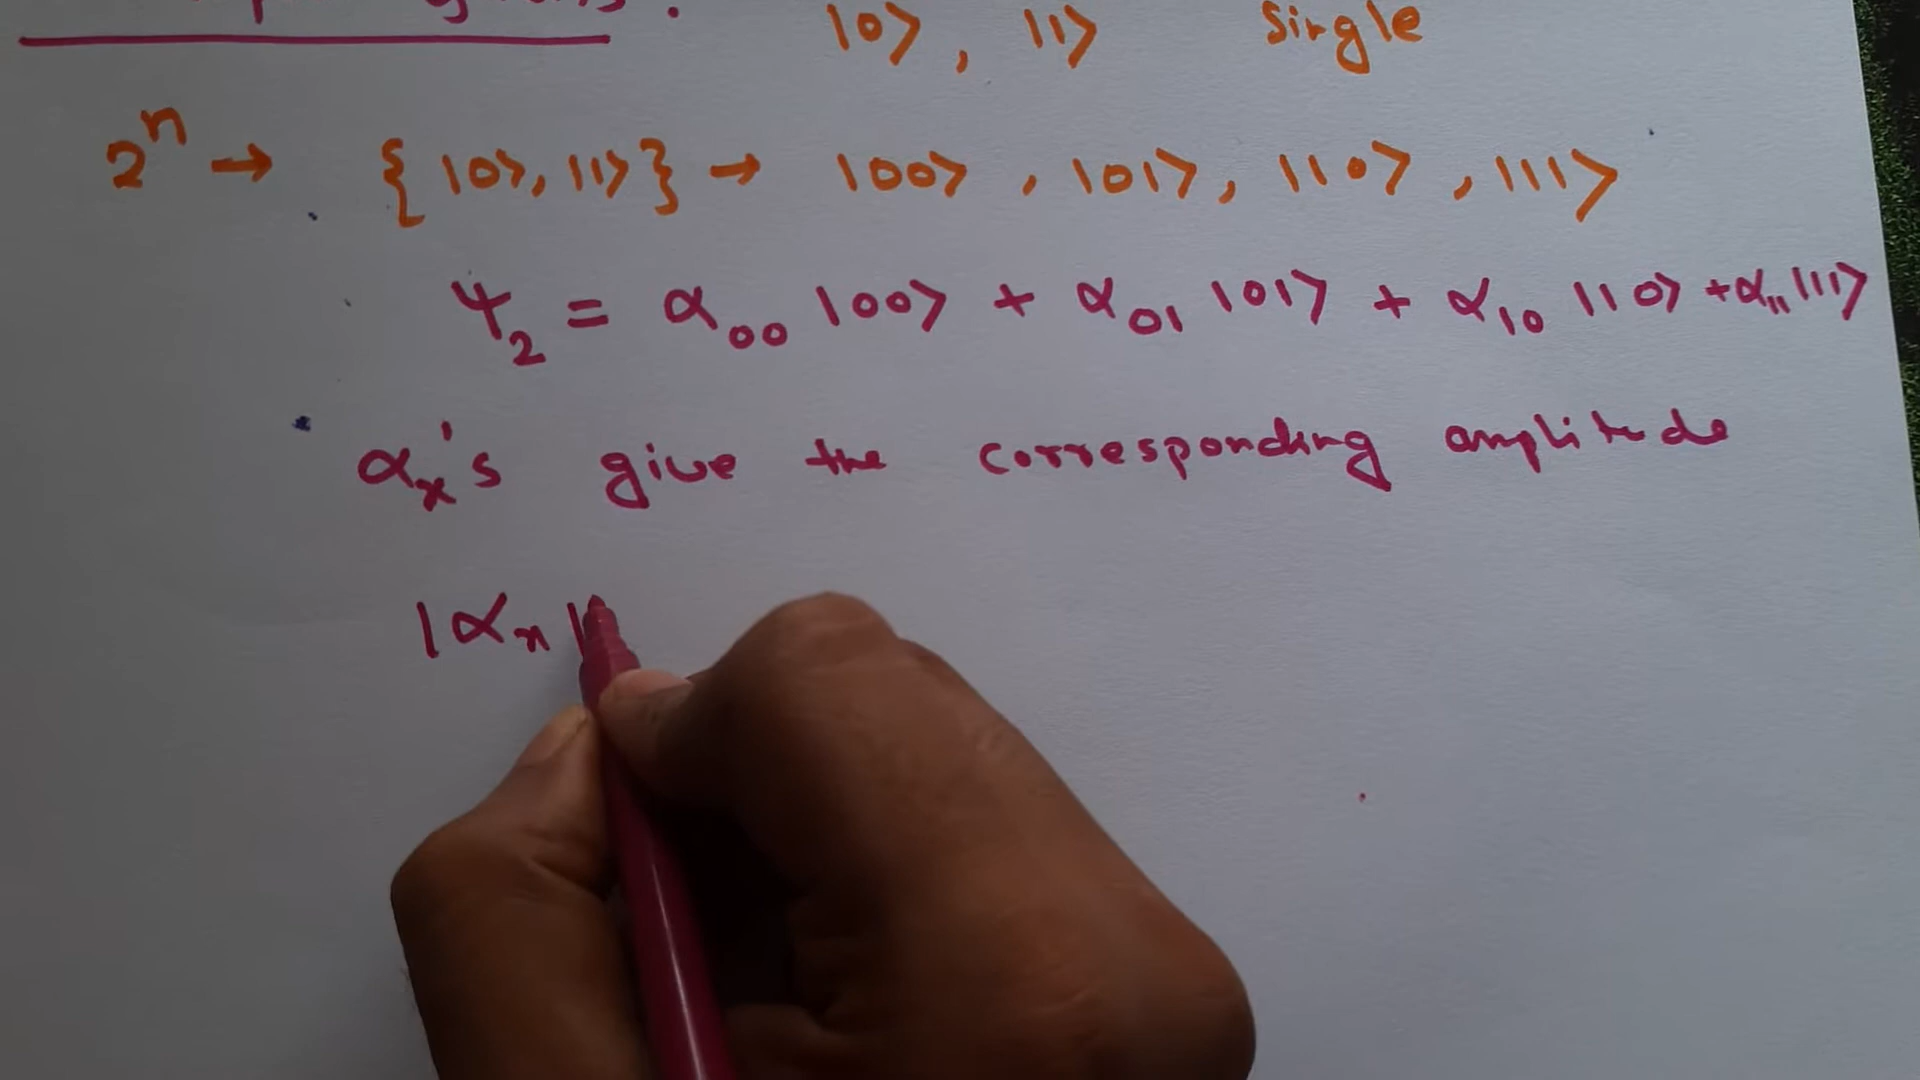 |0⟩ , |1⟩ Single
2ⁿ → { |0⟩, |1⟩ } → |00⟩ , |01⟩ , |10⟩ , |11⟩
Ψ₂ = α₀₀ |00⟩ + α₀₁ |01⟩ + α₁₀ |10⟩ + α₁₁ |11⟩
αₓ's give the corresponding amplitude
|αₓ|